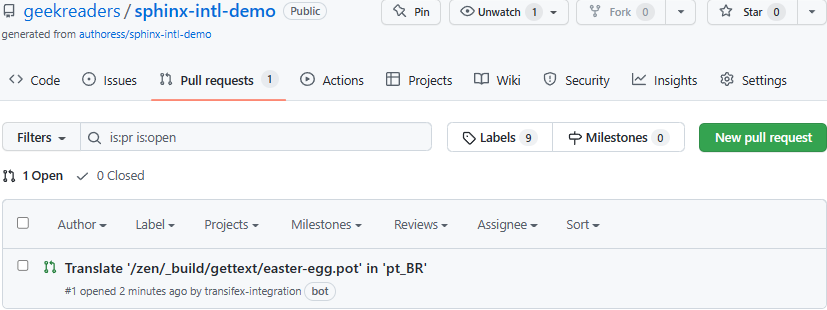 geekreaders / sphinx-intl-demo Public Pin Unwatch 1 Fork 0 Star 0
generated from authoress/sphinx-intl-demo
Code Issues Pull requests 1 Actions Projects Wiki Security Insights Settings
Filters is:pr is:open Labels 9 Milestones 0 New pull request
1 Open 0 Closed
Author Label Projects Milestones Reviews Assignee Sort
Translate '/zen/_build/gettext/easter-egg.pot' in 'pt_BR'
#1 opened 2 minutes ago by transifex-integration bot